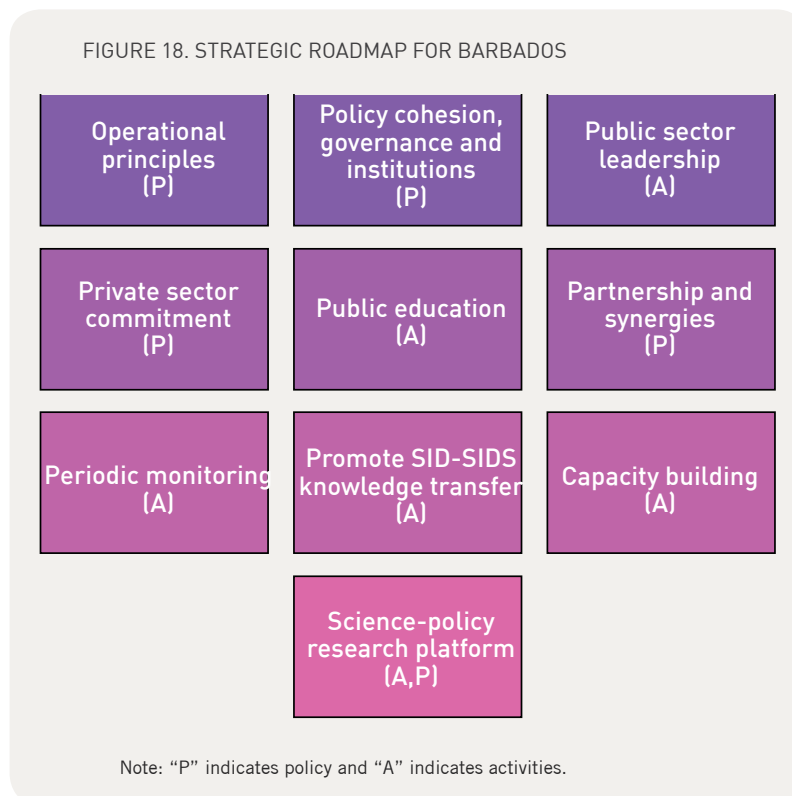 FIGURE 18. STRATEGIC ROADMAP FOR BARBADOS
Operational
principles
(P)
Policy cohesion,
governance and
institutions
(P)
Public sector
leadership
(A)
Private sector
commitment
(P)
Public education
(A)
Partnership and
synergies
(P)
Periodic monitoring
(A)
Promote SID-SIDS
knowledge transfer
(A)
Capacity building
(A)
Science-policy
research platform
(A,P)
Note: “P” indicates policy and “A” indicates activities.